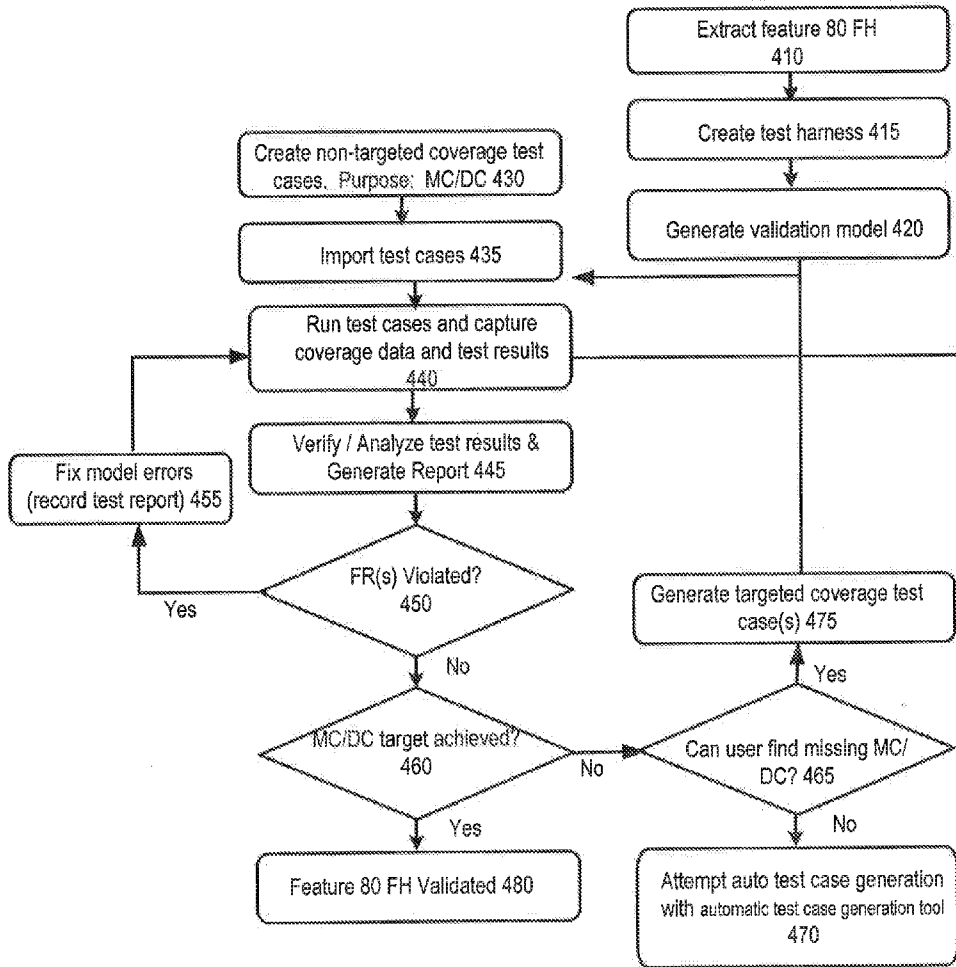 Extract feature 80 FH
410
Create test harness 415
Generate validation model 420
Create non-targeted coverage test
cases. Purpose: MC/DC 430
Import test cases 435
Run test cases and capture
coverage data and test results
440
Verify / Analyze test results &
Generate Report 445
Fix model errors
(record test report) 455
FR(s) Violated?
450
Yes
No
MC/DC target achieved?
460
No
Yes
Feature 80 FH Validated 480
Generate targeted coverage test
case(s) 475
Yes
Can user find missing MC/
DC? 465
No
Attempt auto test case generation
with automatic test case generation tool
470